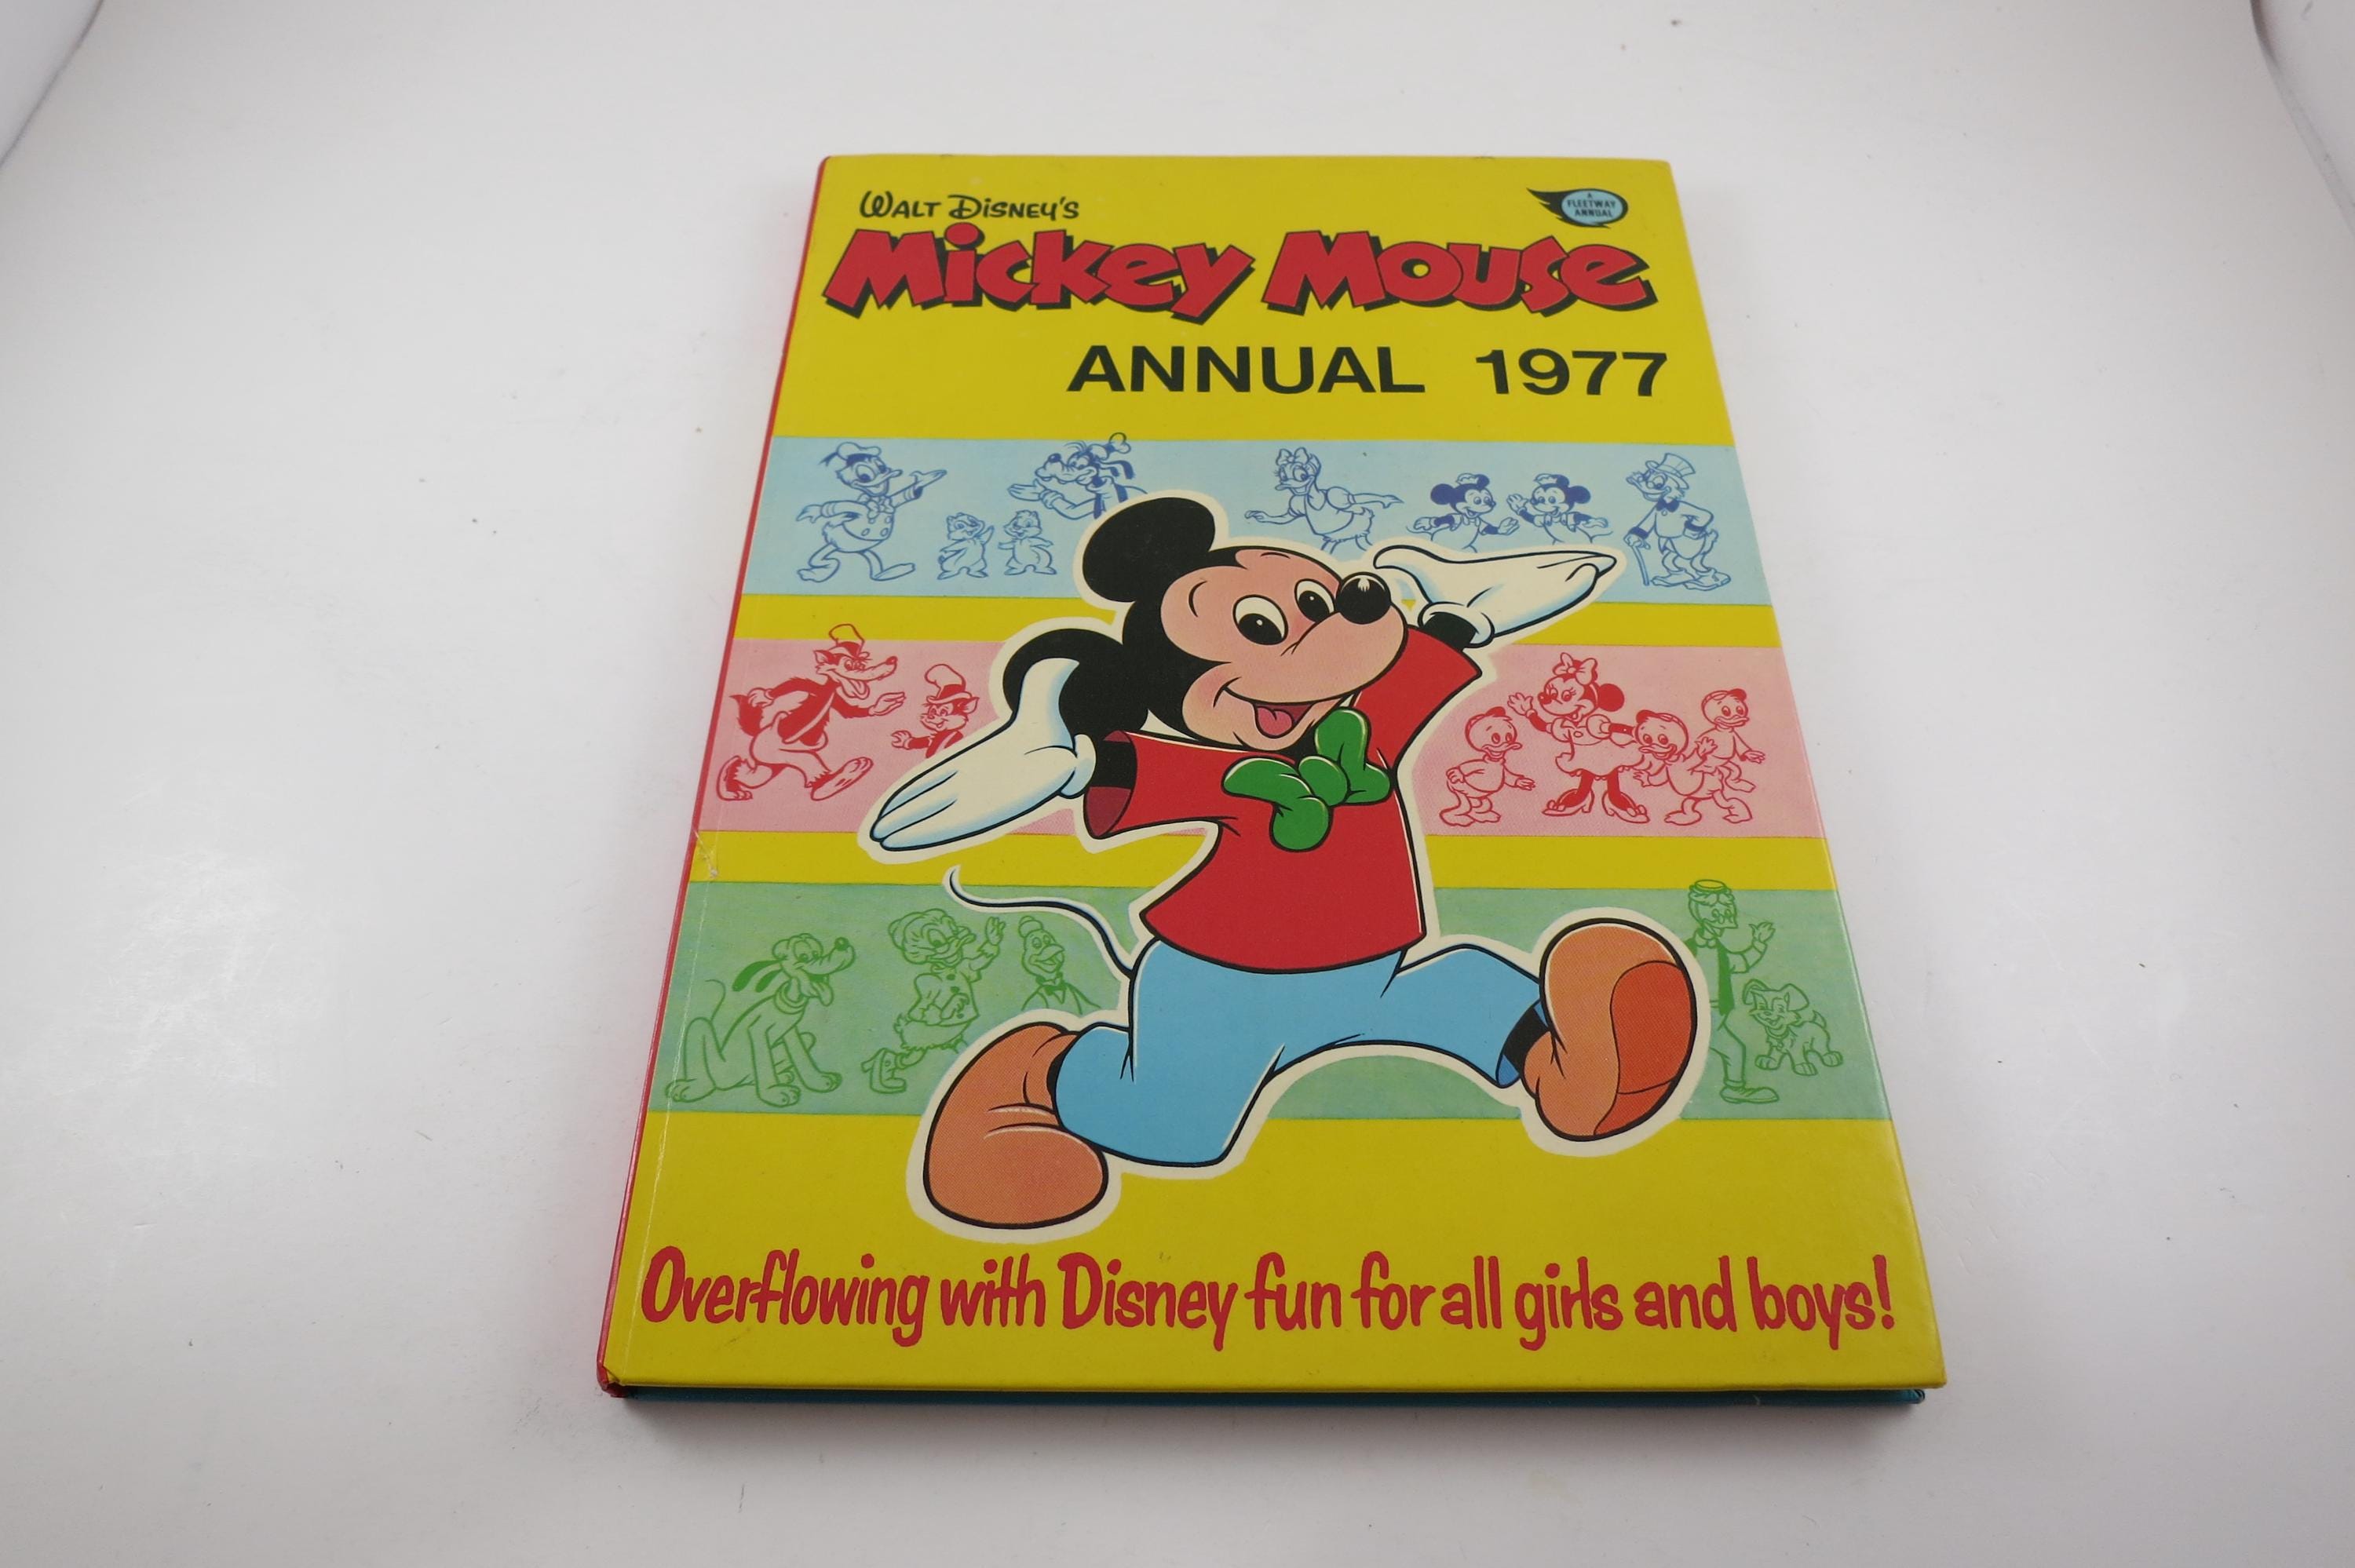 WALT DISNEY'S
A
FLEETWAY
ANNUAL
Mickey Mouse
ANNUAL 1977
Overflowing with Disney fun for all girls and boys!